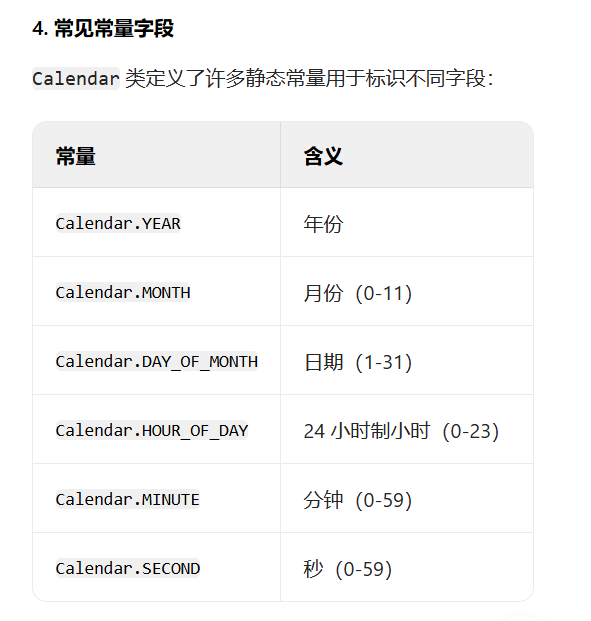 4. 常见常量字段
Calendar 类定义了许多静态常量用于标识不同字段：
常量 含义
Calendar.YEAR 年份
Calendar.MONTH 月份（0-11）
Calendar.DAY_OF_MONTH 日期（1-31）
Calendar.HOUR_OF_DAY 24 小时制小时（0-23）
Calendar.MINUTE 分钟（0-59）
Calendar.SECOND 秒（0-59）